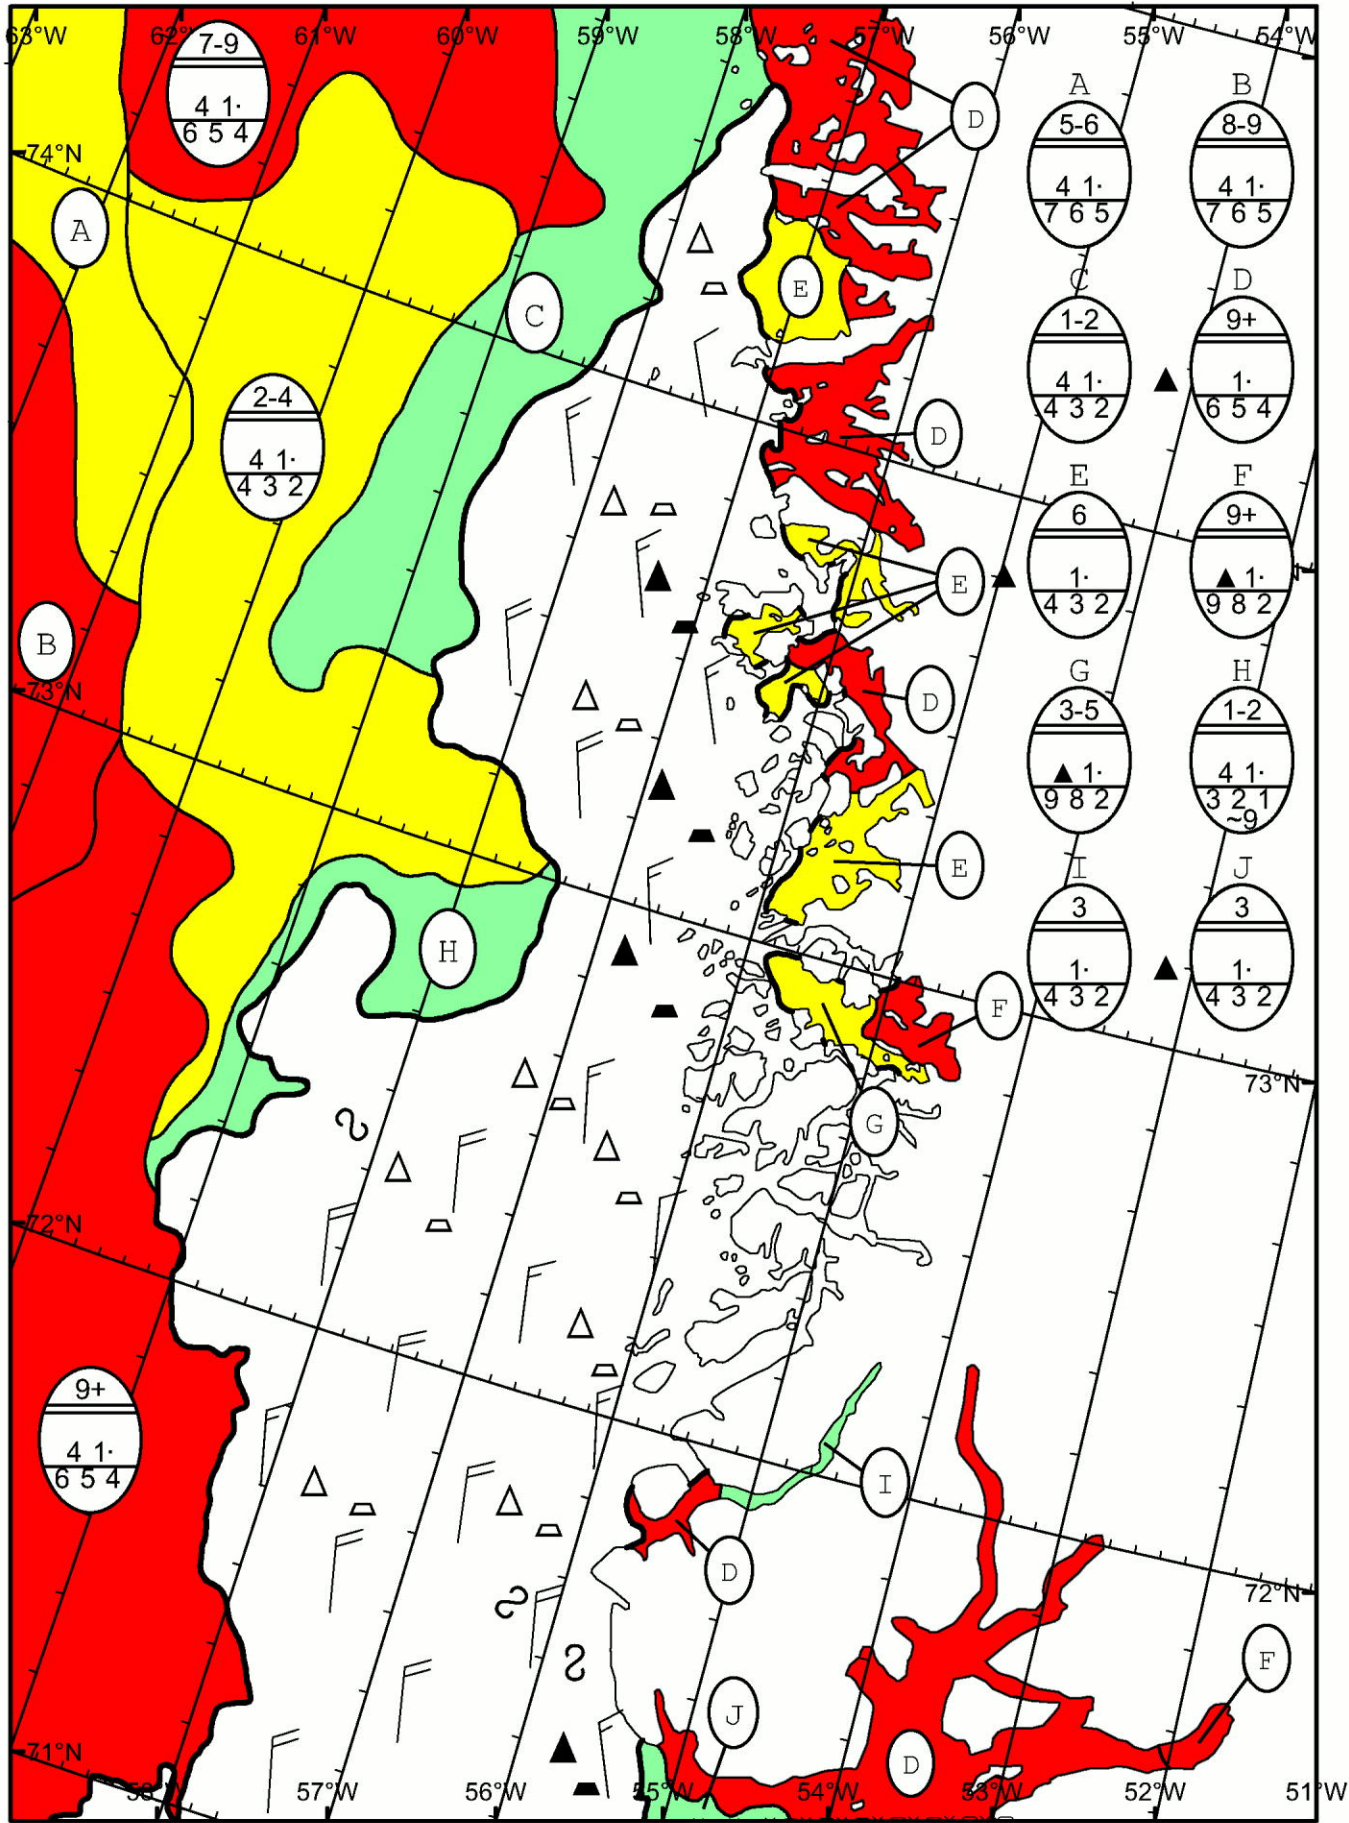 63°W 62°W 61°W 60°W 59°W 58°W 57°W 56°W 55°W 54°W
7-9
4 1·
6 5 4
74°N
A
D
A B
5-6 8-9
4 1· 4 1·
7 6 5 7 6 5
E
C
C D
1-2 9+
4 1· 1·
4 3 2 6 5 4
2-4
4 1·
4 3 2
D
E F
6 9+
1· 1·
4 3 2 9 8 2
E
B
73°N
D
G H
3-5 1-2
1· 4 1·
9 8 2 3 2 1
~9
E
I J
3 3
1· 1·
4 3 2 4 3 2
H
F
73°N
G
72°N
9+
4 1·
6 5 4
I
D
72°N
F
J
D
71°N
57°W 56°W 55°W 54°W 53°W 52°W 51°W